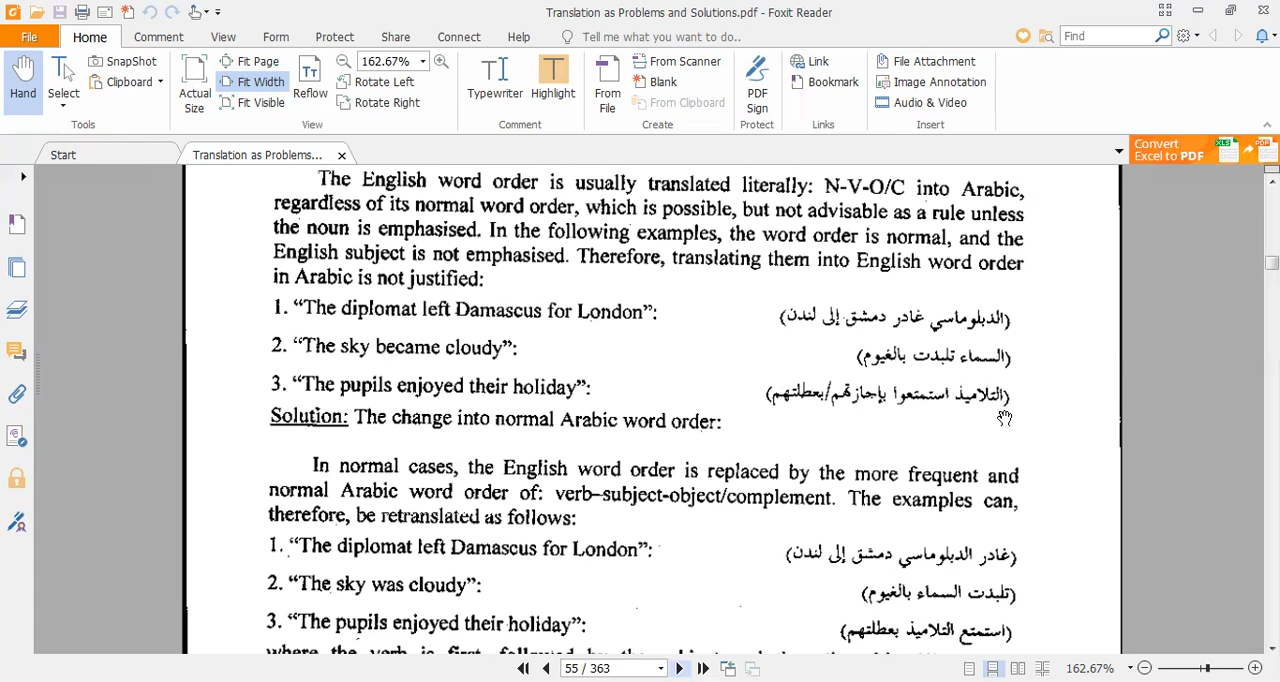 Translation as Problems and Solutions.pdf - Foxit Reader
File Home Comment View Form Protect Share Connect Help Tell me what you want to do.. Find
Hand
Select
SnapShot
Clipboard
Tools
Actual Size
Fit Page
Fit Width
Fit Visible
Reflow
162.67%
Rotate Left
Rotate Right
View
Typewriter
Highlight
Comment
From File
From Scanner
Blank
From Clipboard
Create
PDF Sign
Protect
Link
Bookmark
Links
File Attachment
Image Annotation
Audio & Video
Insert
Start
Translation as Problems...
Convert
Excel to PDF
XLS PDF
The English word order is usually translated literally: N-V-O/C into Arabic,
regardless of its normal word order, which is possible, but not advisable as a rule unless
the noun is emphasised. In the following examples, the word order is normal, and the
English subject is not emphasised. Therefore, translating them into English word order
in Arabic is not justified:
1. “The diplomat left Damascus for London”: (الدبلوماسي غادر دمشق إلى لندن)
2. “The sky became cloudy”: (السماء تلبدت بالغيوم)
3. “The pupils enjoyed their holiday”: (التلاميذ استمتعوا بإجازتهم/بعطلتهم)
Solution: The change into normal Arabic word order:
In normal cases, the English word order is replaced by the more frequent and
normal Arabic word order of: verb-subject-object/complement. The examples can,
therefore, be retranslated as follows:
1. “The diplomat left Damascus for London”: (غادر الدبلوماسي دمشق إلى لندن)
2. “The sky was cloudy”: (تلبدت السماء بالغيوم)
3. “The pupils enjoyed their holiday”: (استمتع التلاميذ بعطلتهم)
where the verb is first, followed by the
55 / 363
162.67%